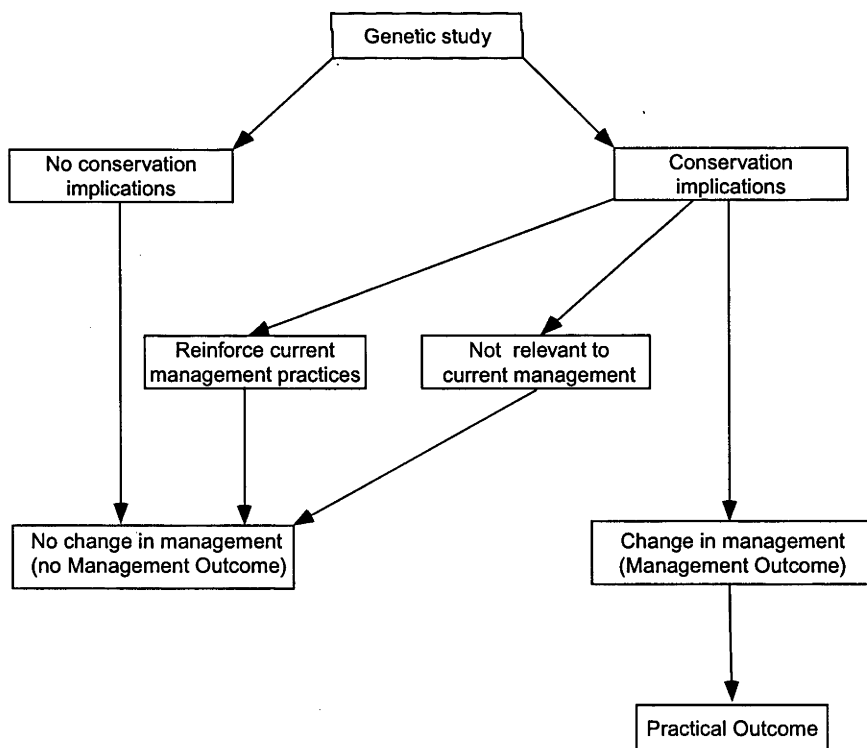 Genetic study
No conservation
implications
Conservation
implications
Reinforce current
management practices
Not relevant to
current management
No change in management
(no Management Outcome)
Change in management
(Management Outcome)
Practical Outcome